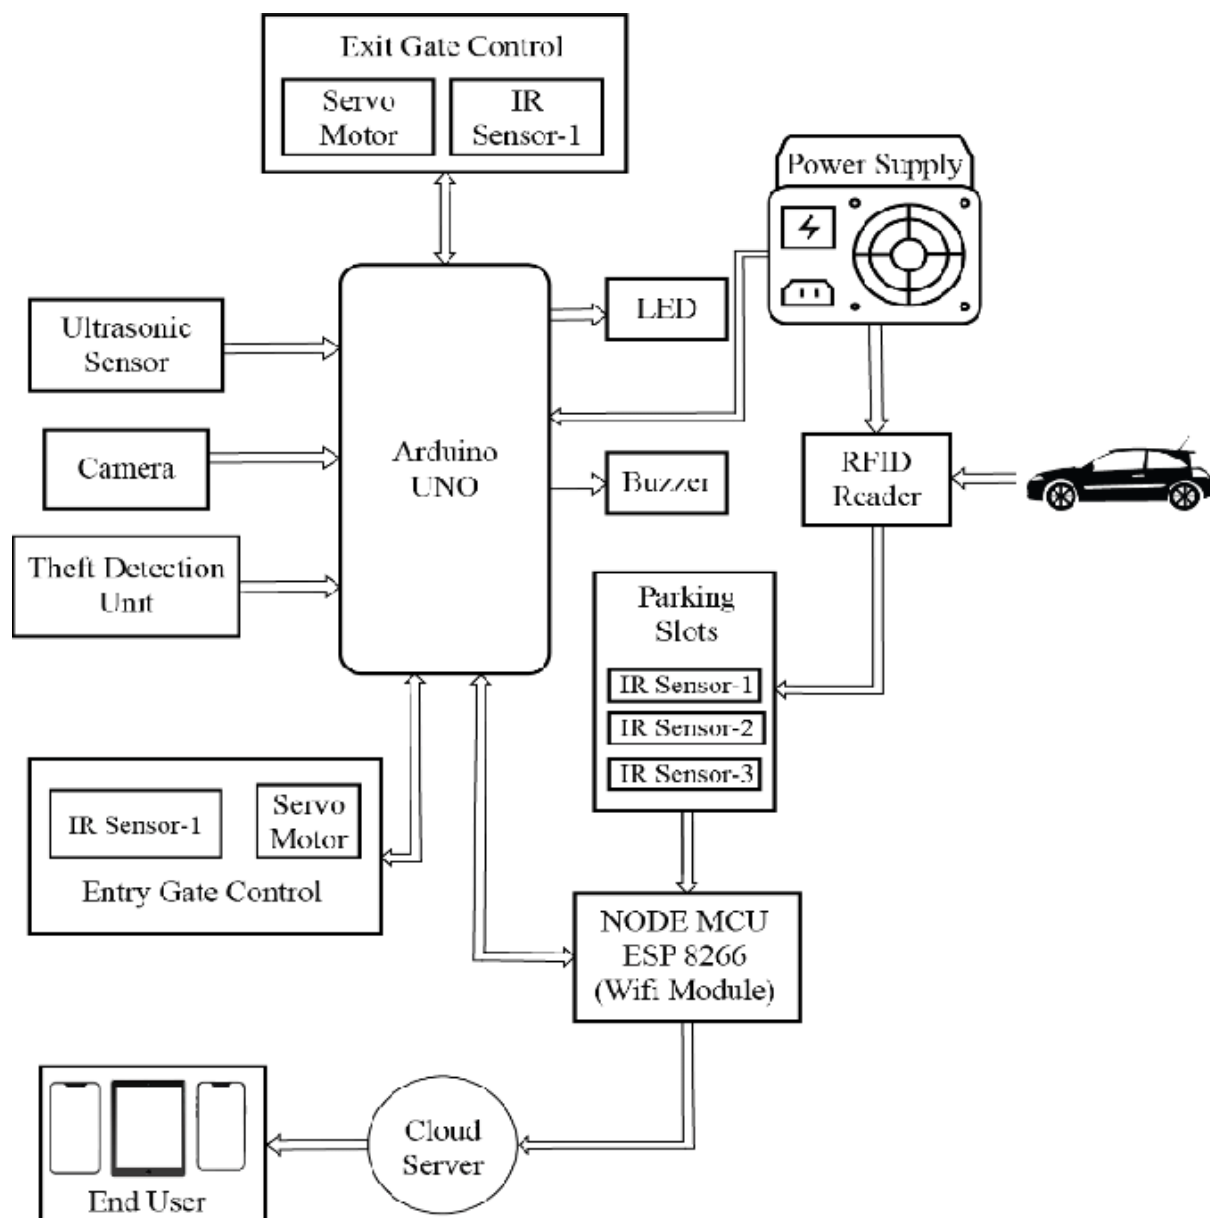 Exit Gate Control
Servo
Motor
IR
Sensor-1
Power Supply
Ultrasonic
Sensor
LED
Camera
Arduino
UNO
Buzzer
RFID
Reader
Theft Detection
Unit
Parking
Slots
IR Sensor-1
IR Sensor-2
IR Sensor-3
IR Sensor-1
Servo
Motor
Entry Gate Control
NODE MCU
ESP 8266
(Wifi Module)
Cloud
Server
End User